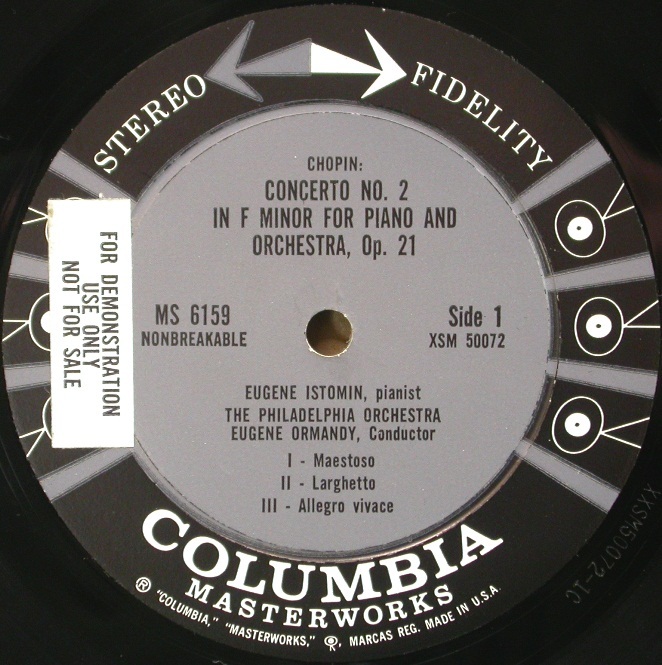 STEREO FIDELITY
CHOPIN:
CONCERTO NO. 2
IN F MINOR FOR PIANO AND
ORCHESTRA, Op. 21
MS 6159
NONBREAKABLE
Side 1
XSM 50072
EUGENE ISTOMIN, pianist
THE PHILADELPHIA ORCHESTRA
EUGENE ORMANDY, Conductor
I - Maestoso
II - Larghetto
III - Allegro vivace
FOR DEMONSTRATION
USE ONLY
NOT FOR SALE
COLUMBIA
MASTERWORKS
® "COLUMBIA," "MASTERWORKS," MARCAS REG. MADE IN U.S.A.
XXSM50072-1C